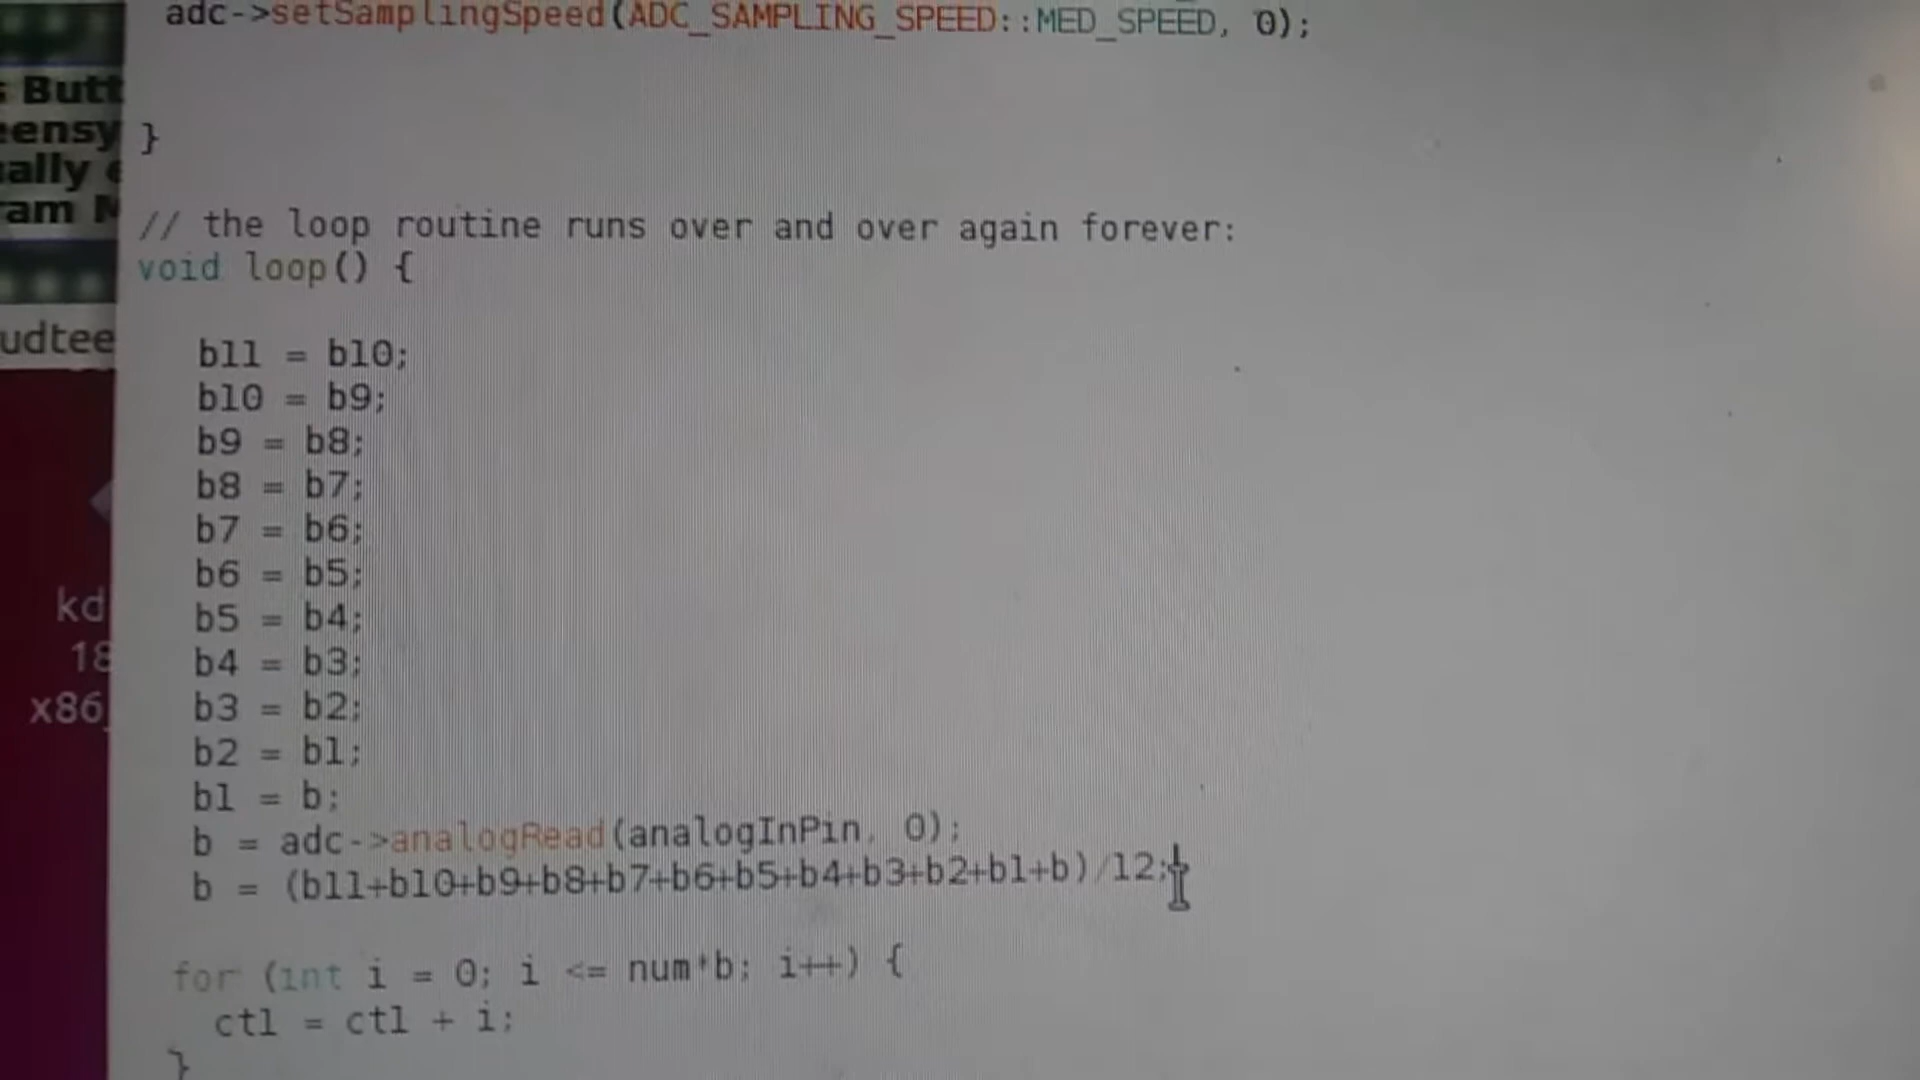 adc->setSamplingSpeed(ADC_SAMPLING_SPEED::MED_SPEED, 0);
Butt
eensy
ally
am
}
// the loop routine runs over and over again forever:
void loop() {
udtee
b11 = b10;
b10 = b9;
b9 = b8;
b8 = b7;
b7 = b6;
b6 = b5;
b5 = b4;
b4 = b3;
b3 = b2;
b2 = b1;
b1 = b;
kd
18
x86
b = adc->analogRead(analogInPin, 0);
b = (b11+b10+b9+b8+b7+b6+b5+b4+b3+b2+b1+b)/12;
for (int i = 0; i <= num*b; i++) {
ctl = ctl + i;
}